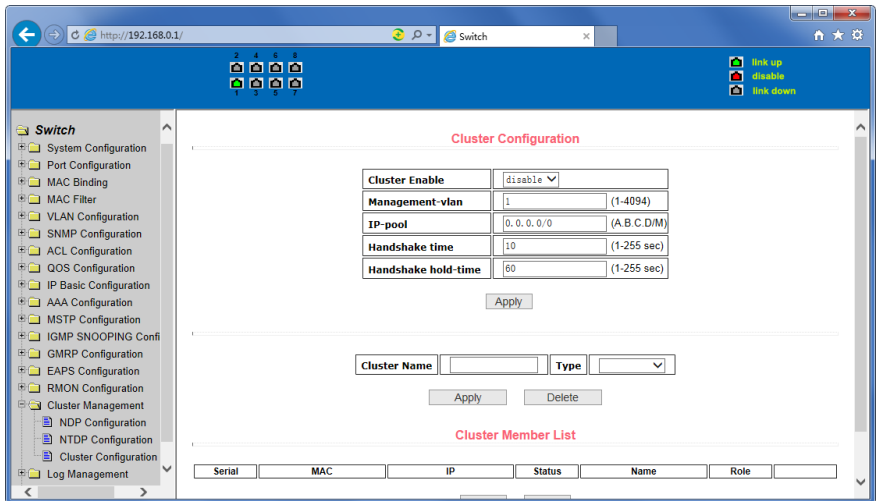 http://192.168.0.1/
Switch
2 4 6 8
1 3 5 7
link up
disable
link down
Switch
System Configuration
Port Configuration
MAC Binding
MAC Filter
VLAN Configuration
SNMP Configuration
ACL Configuration
QOS Configuration
IP Basic Configuration
AAA Configuration
MSTP Configuration
IGMP SNOOPING Confi
GMRP Configuration
EAPS Configuration
RMON Configuration
Cluster Management
NDP Configuration
NTDP Configuration
Cluster Configuration
Log Management
Cluster Configuration
Cluster Enable disable
Management-vlan 1 (1-4094)
IP-pool 0.0.0.0/0 (A.B.C.D/M)
Handshake time 10 (1-255 sec)
Handshake hold-time 60 (1-255 sec)
Apply
Cluster Name Type
Apply Delete
Cluster Member List
Serial MAC IP Status Name Role